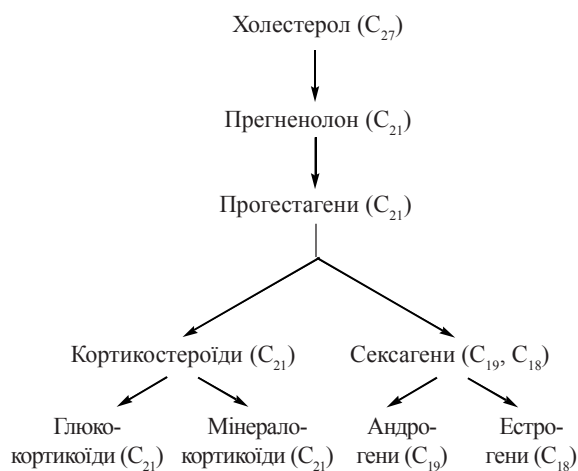 Холестерол (C₂₇)
Прегненолон (C₂₁)
Прогестагени (C₂₁)
Кортикостероїди (C₂₁) Сексагени (C₁₉, C₁₈)
Глюко- Мінерало- Андро- Естро-
кортикоїди (C₂₁) кортикоїди (C₂₁) гени (C₁₉) гени (C₁₈)